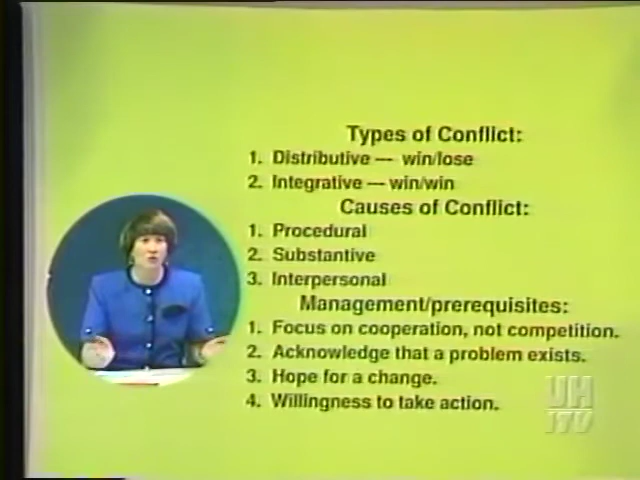 Types of Conflict:
1. Distributive — win/lose
2. Integrative — win/win
Causes of Conflict:
1. Procedural
2. Substantive
3. Interpersonal
Management/prerequisites:
1. Focus on cooperation, not competition.
2. Acknowledge that a problem exists.
3. Hope for a change.
4. Willingness to take action.
UH
ITV